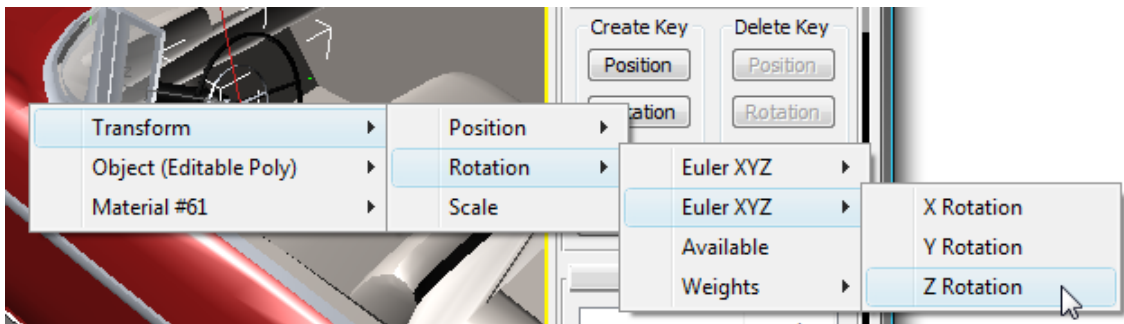 Create Key
Delete Key
Position
Position
Rotation
Transform
Object (Editable Poly)
Material #61
Position
Rotation
Scale
Euler XYZ
Euler XYZ
Available
Weights
X Rotation
Y Rotation
Z Rotation